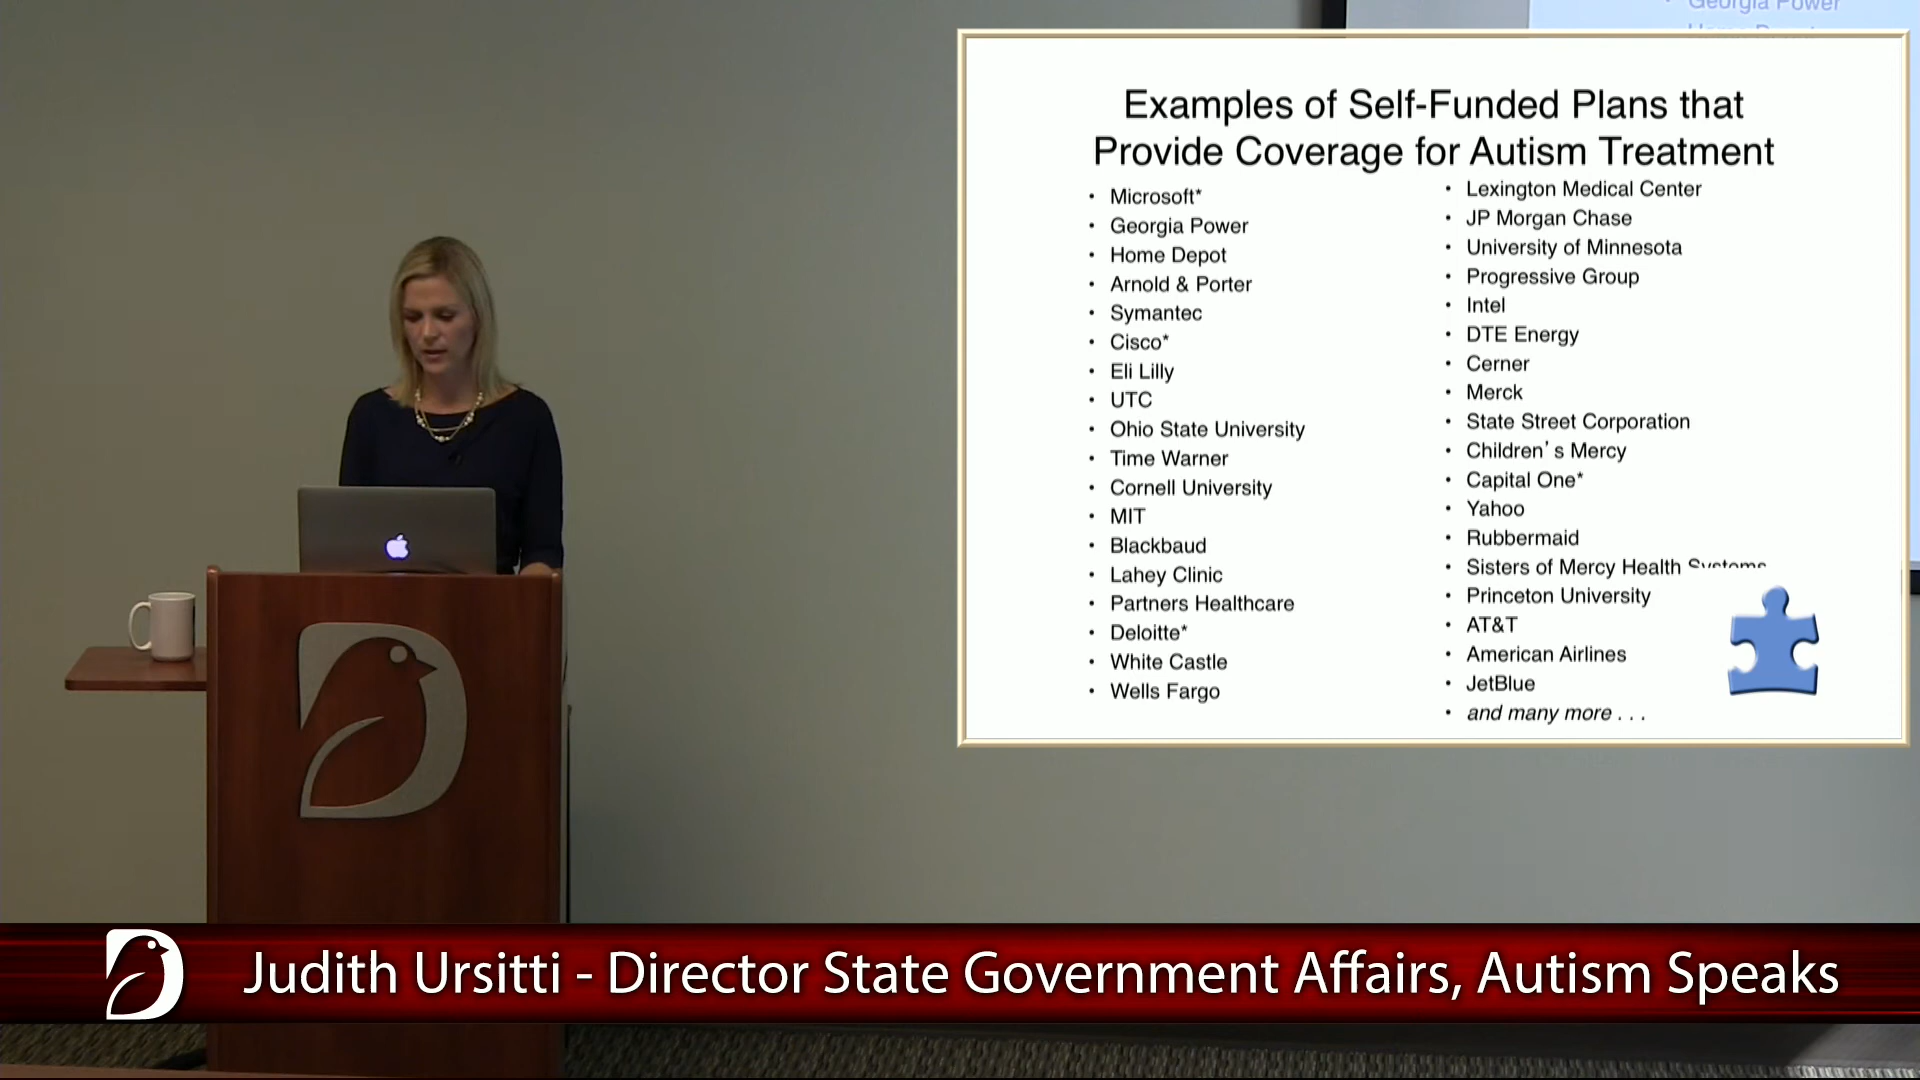 Georgia Power
Examples of Self-Funded Plans that
Provide Coverage for Autism Treatment
• Microsoft*
• Georgia Power
• Home Depot
• Arnold & Porter
• Symantec
• Cisco*
• Eli Lilly
• UTC
• Ohio State University
• Time Warner
• Cornell University
• MIT
• Blackbaud
• Lahey Clinic
• Partners Healthcare
• Deloitte*
• White Castle
• Wells Fargo
• Lexington Medical Center
• JP Morgan Chase
• University of Minnesota
• Progressive Group
• Intel
• DTE Energy
• Cerner
• Merck
• State Street Corporation
• Children's Mercy
• Capital One*
• Yahoo
• Rubbermaid
• Sisters of Mercy Health Systems
• Princeton University
• AT&T
• American Airlines
• JetBlue
• and many more . . .
Judith Ursitti - Director State Government Affairs, Autism Speaks